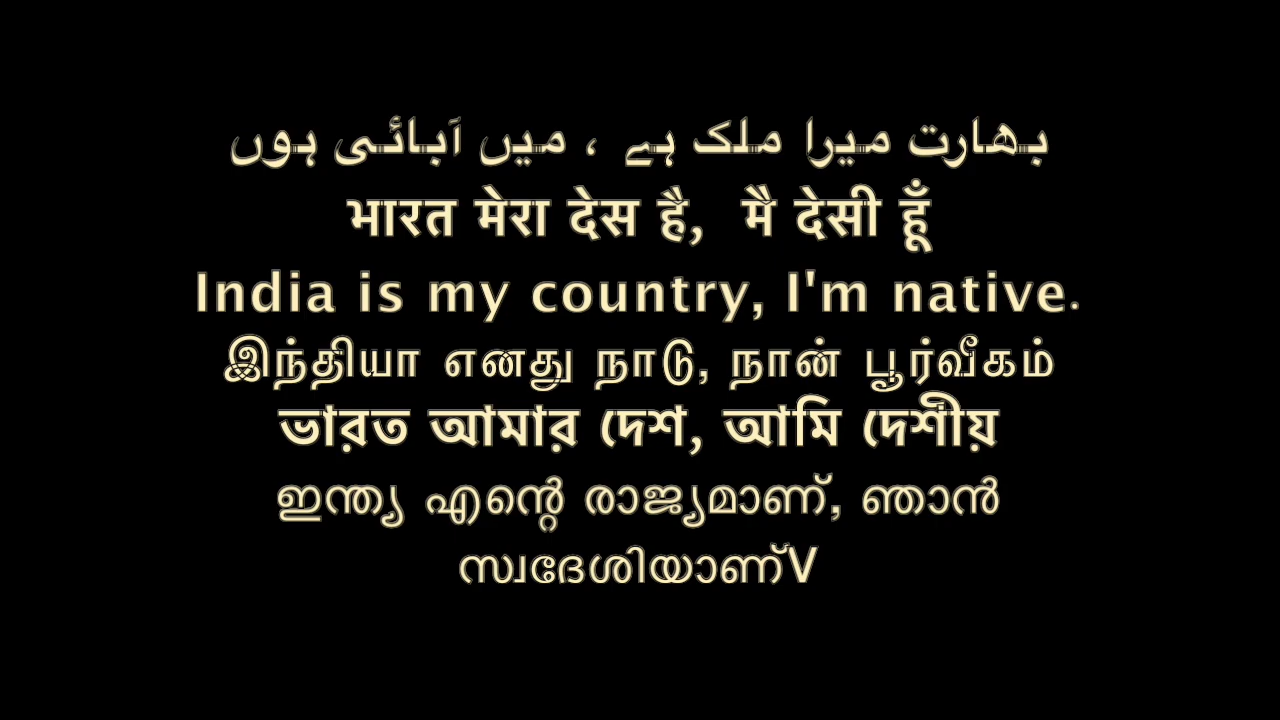 بھارت میرا ملک ہے ، میں آبائی ہوں
भारत मेरा देस है, मै देसी हूँ
India is my country, I'm native.
இந்தியா எனது நாடு, நான் பூர்வீகம்
ভারত আমার দেশ, আমি দেশীয়
ഇന്ത്യ എന്റെ രാജ്യമാണ്, ഞാൻ
സ്വദേശിയാണ്V